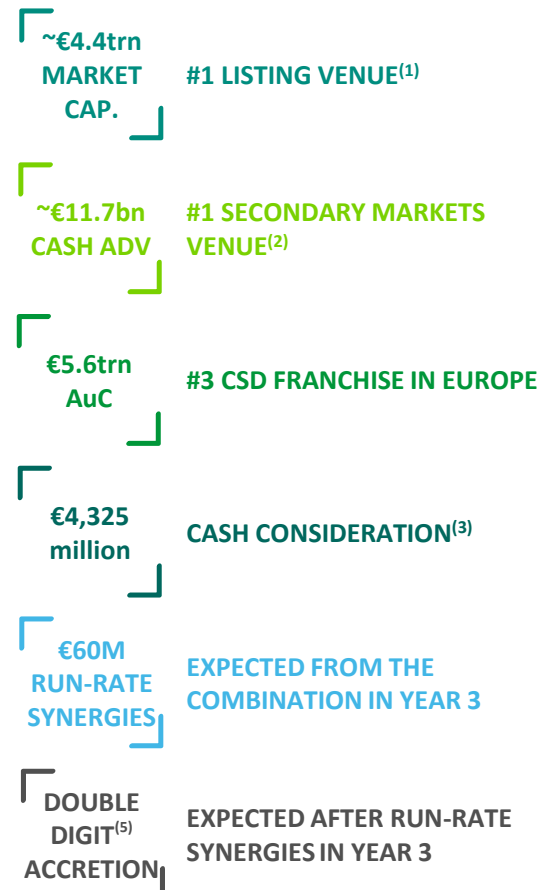 ~€4.4trn
MARKET
CAP.
#1 LISTING VENUE(1)
~€11.7bn
CASH ADV
#1 SECONDARY MARKETS
VENUE(2)
€5.6trn
AuC
#3 CSD FRANCHISE IN EUROPE
€4,325
million
CASH CONSIDERATION(3)
€60M
RUN-RATE
SYNERGIES
EXPECTED FROM THE
COMBINATION IN YEAR 3
DOUBLE
DIGIT(5)
ACCRETION
EXPECTED AFTER RUN-RATE
SYNERGIES IN YEAR 3